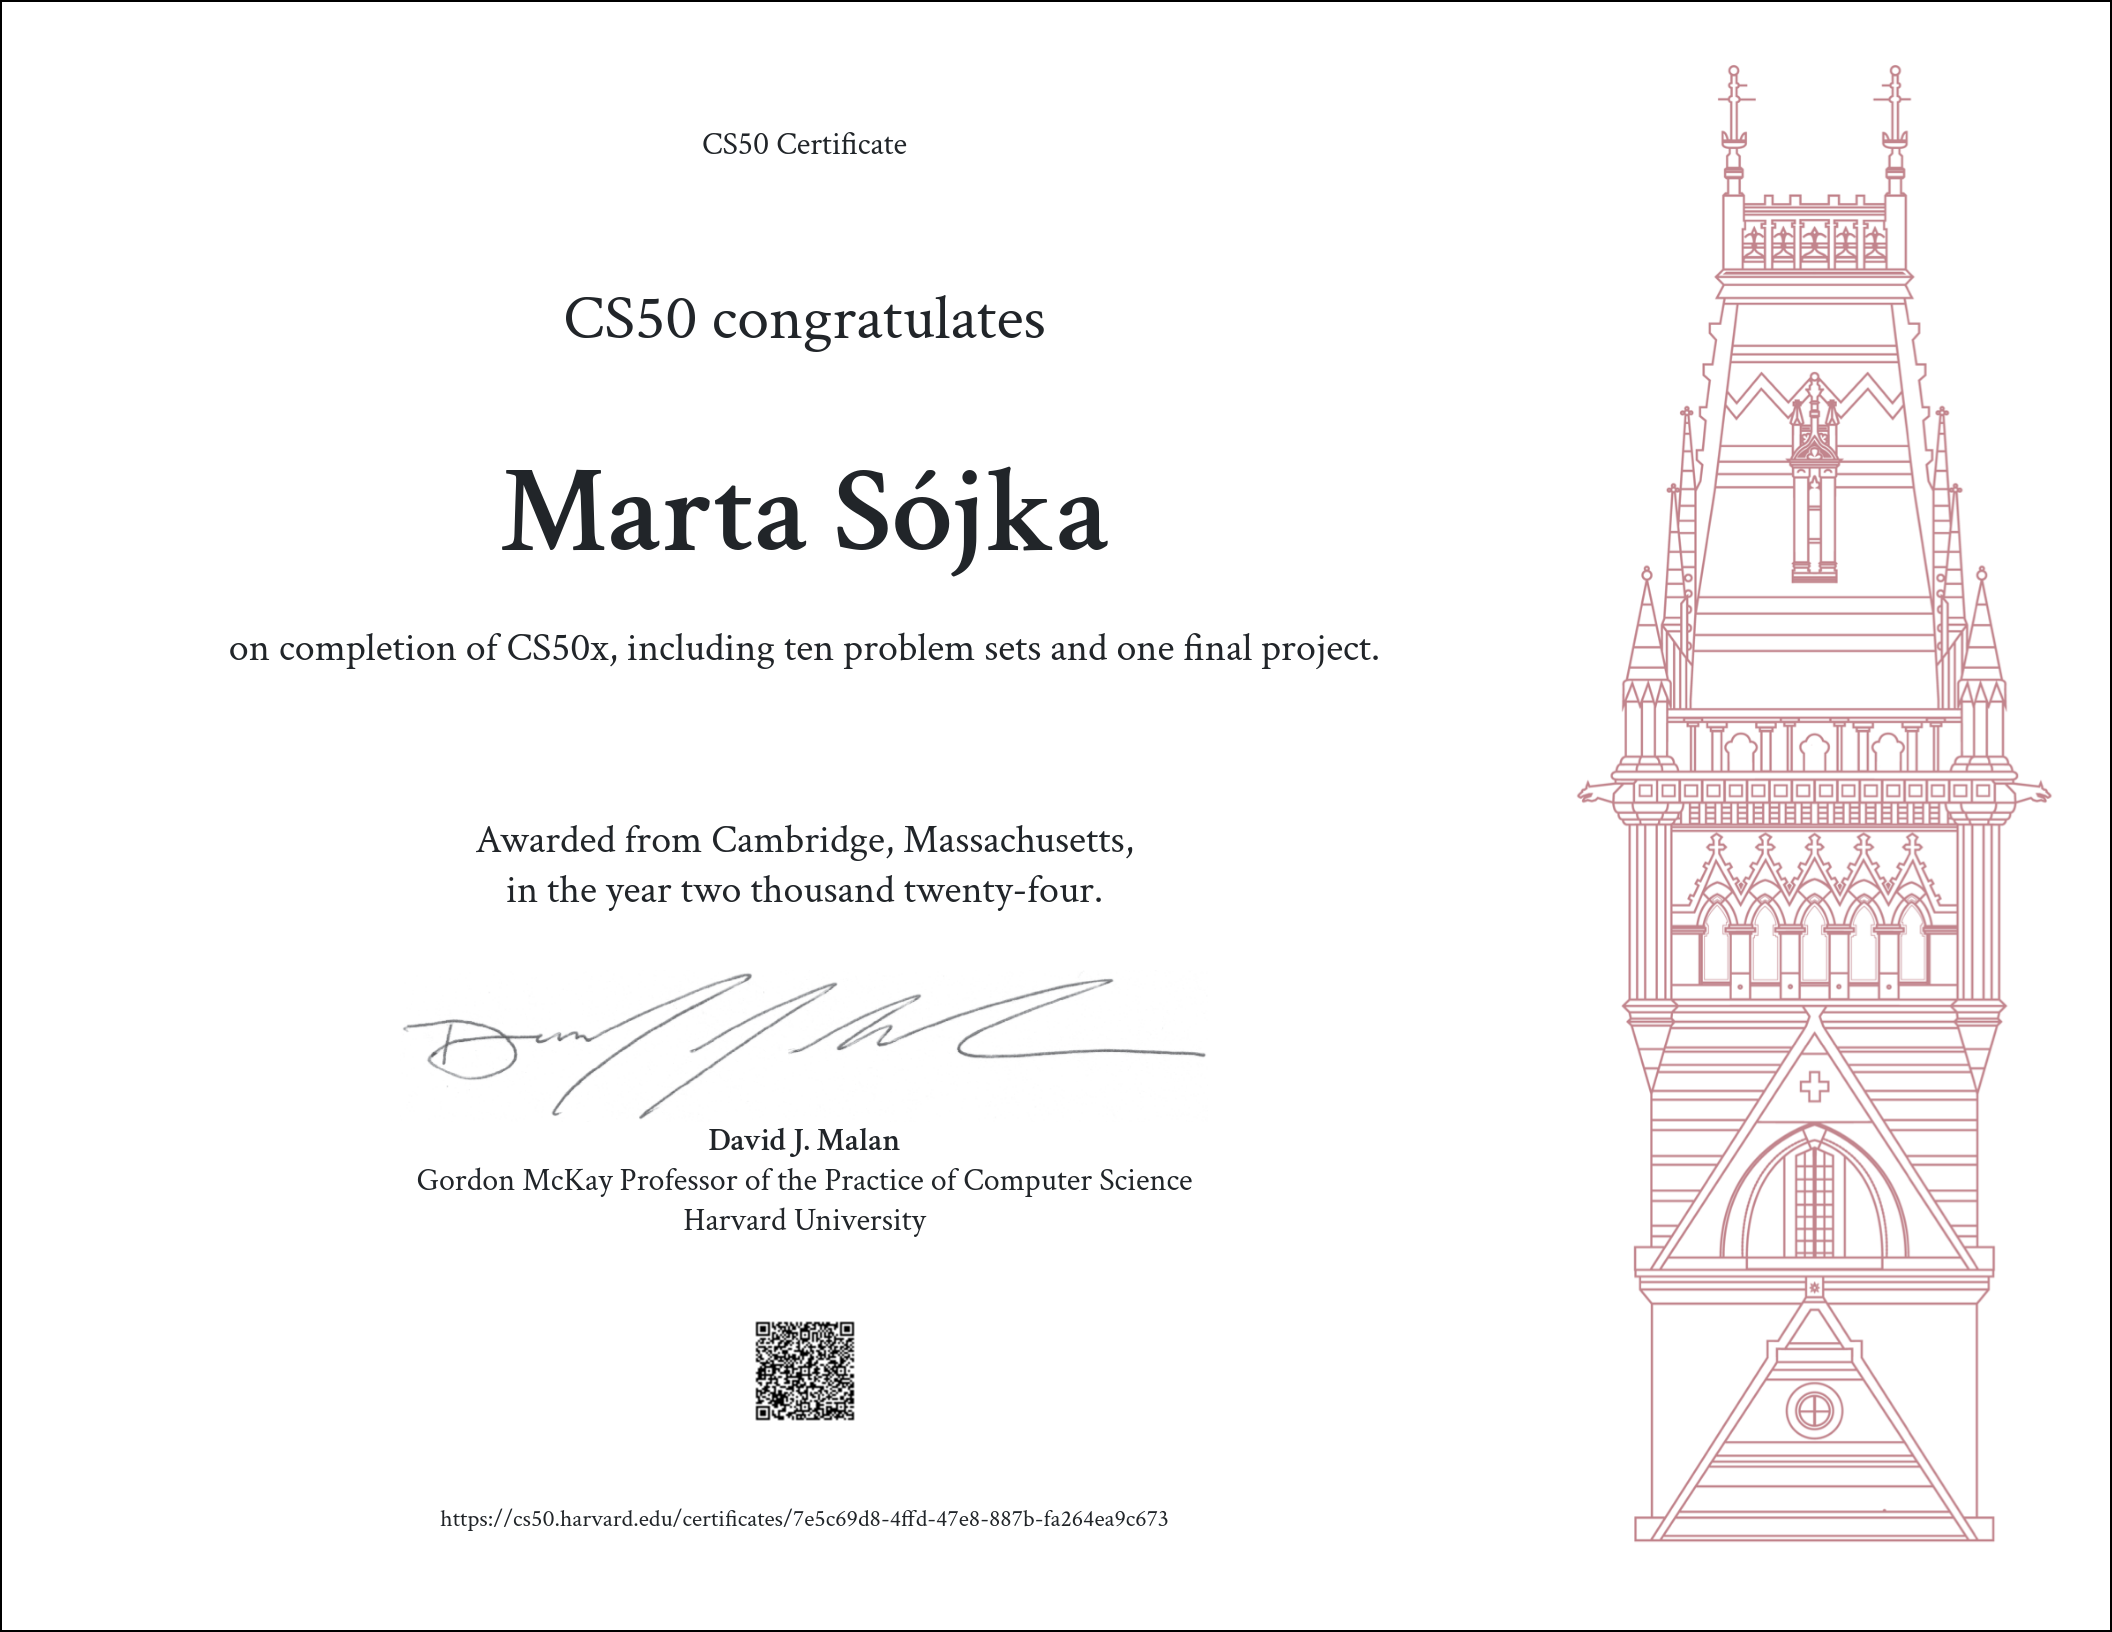 CS50 Certificate
CS50 congratulates
Marta Sójka
on completion of CS50x, including ten problem sets and one final project.
Awarded from Cambridge, Massachusetts,
in the year two thousand twenty-four.
David J. Malan
Gordon McKay Professor of the Practice of Computer Science
Harvard University
https://cs50.harvard.edu/certificates/7e5c69d8-4ffd-47e8-887b-fa264ea9c673